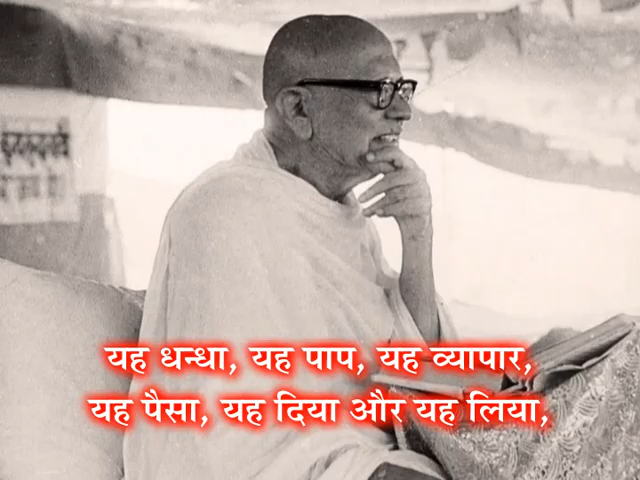 यह धन्धा, यह पाप, यह व्यापार,
यह पैसा, यह दिया और यह लिया,